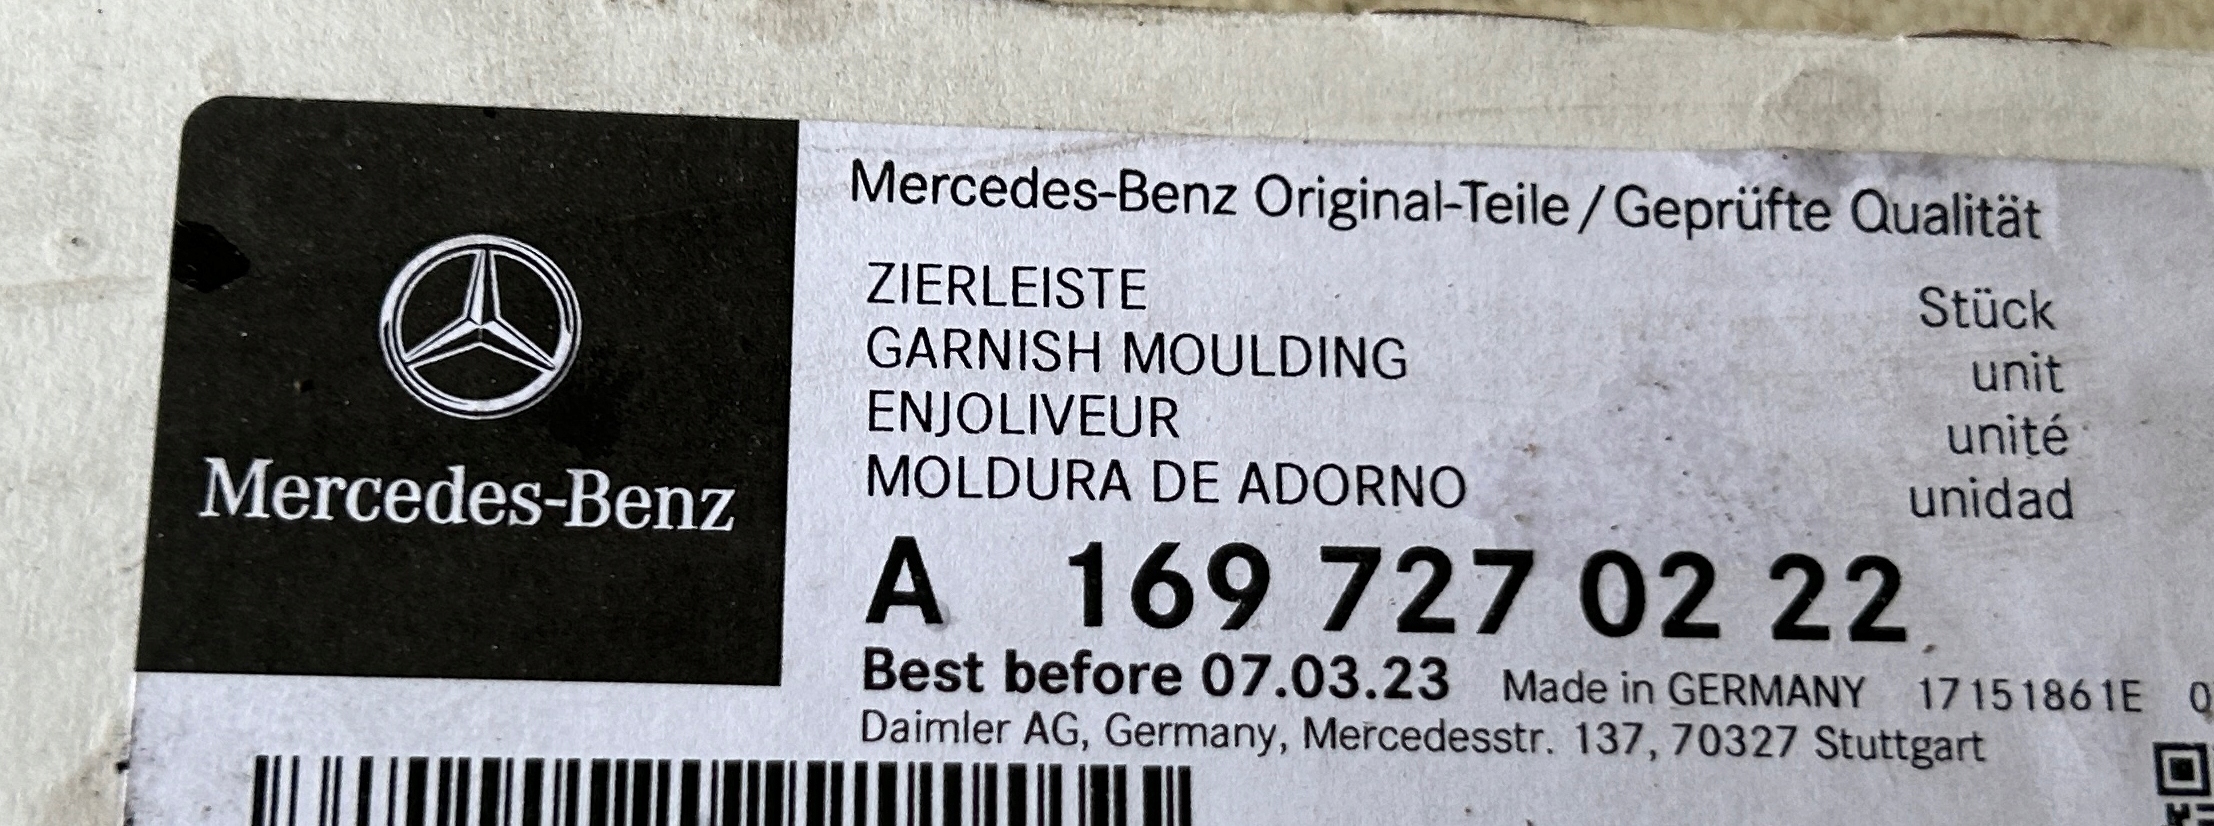 Mercedes-Benz
Mercedes-Benz Original-Teile / Geprüfte Qualität
ZIERLEISTE
GARNISH MOULDING
ENJOLIVEUR
MOLDURA DE ADORNO
Stück
unit
unité
unidad
A 169 727 02 22
Best before 07.03.23 Made in GERMANY 17151861E
Daimler AG, Germany, Mercedesstr. 137, 70327 Stuttgart